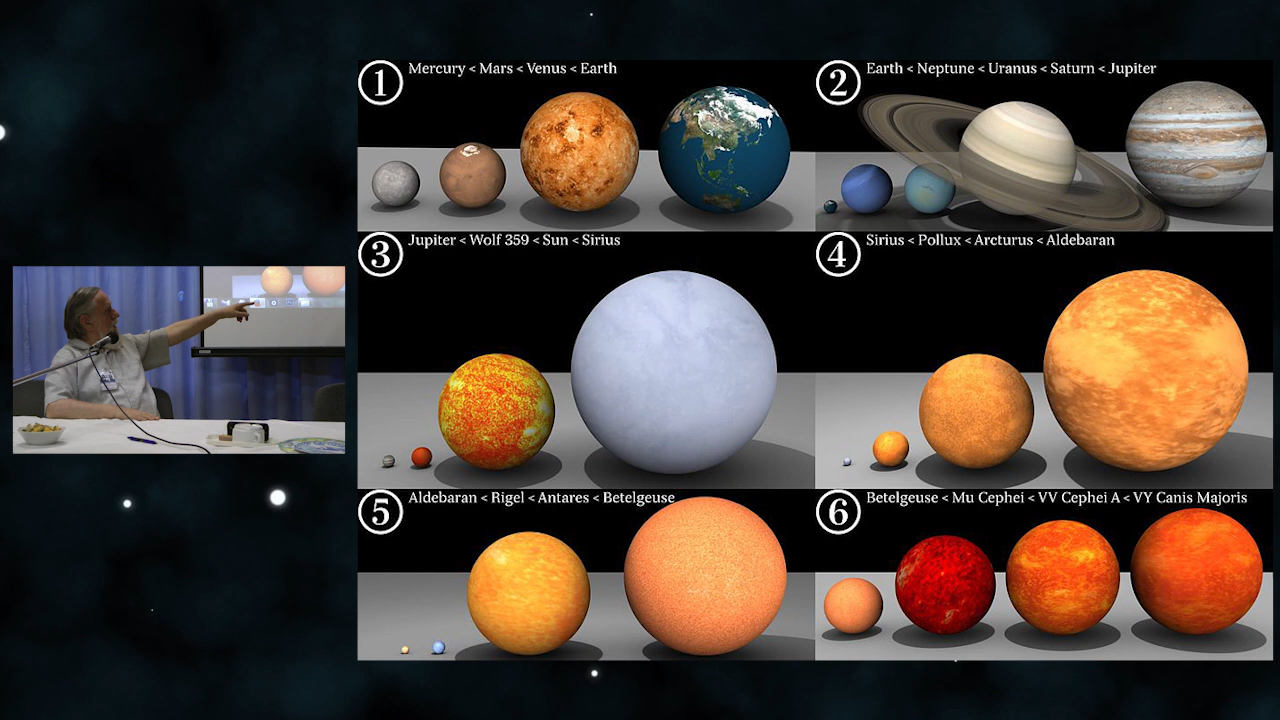 1
Mercury < Mars < Venus < Earth
2
Earth < Neptune < Uranus < Saturn < Jupiter
3
Jupiter < Wolf 359 < Sun < Sirius
4
Sirius < Pollux < Arcturus < Aldebaran
5
Aldebaran < Rigel < Antares < Betelgeuse
6
Betelgeuse < Mu Cephei < VV Cephei A < VY Canis Majoris